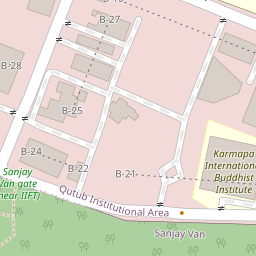 B-27
B-28
B-25
B-24
B-22
B-21
Karmapa
International
Buddhist
Institute
Sanjay
Van gate
near IIFT)
Qutub Institutional Area
Sanjay Van